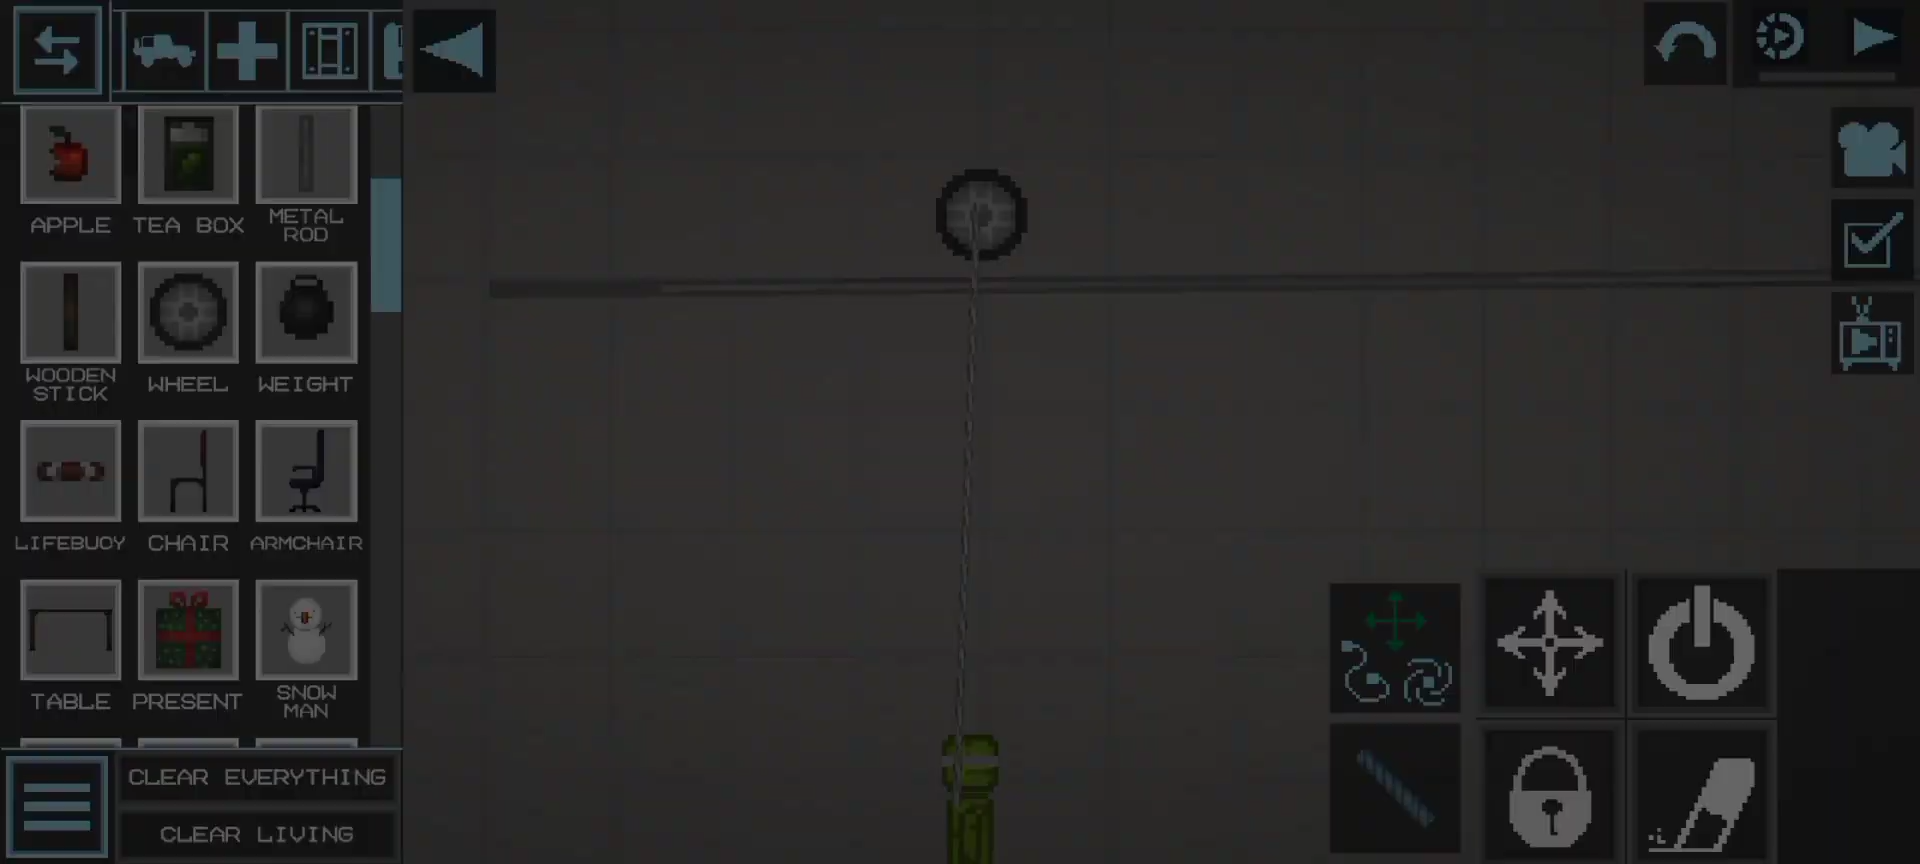 APPLE
TEA BOX
METAL
ROD
WOODEN
STICK
WHEEL
WEIGHT
LIFEBUOY
CHAIR
ARMCHAIR
TABLE
PRESENT
SNOW
MAN
CLEAR EVERYTHING
CLEAR LIVING